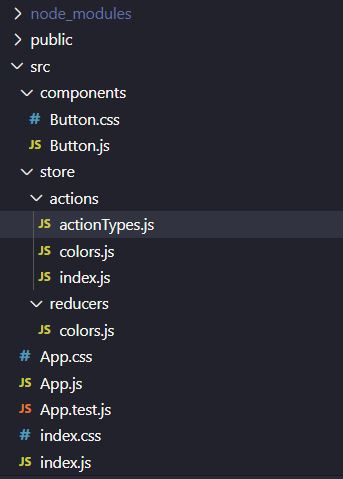 node_modules
public
src
components
# Button.css
JS Button.js
store
actions
JS actionTypes.js
JS colors.js
JS index.js
reducers
JS colors.js
# App.css
JS App.js
JS App.test.js
# index.css
JS index.js